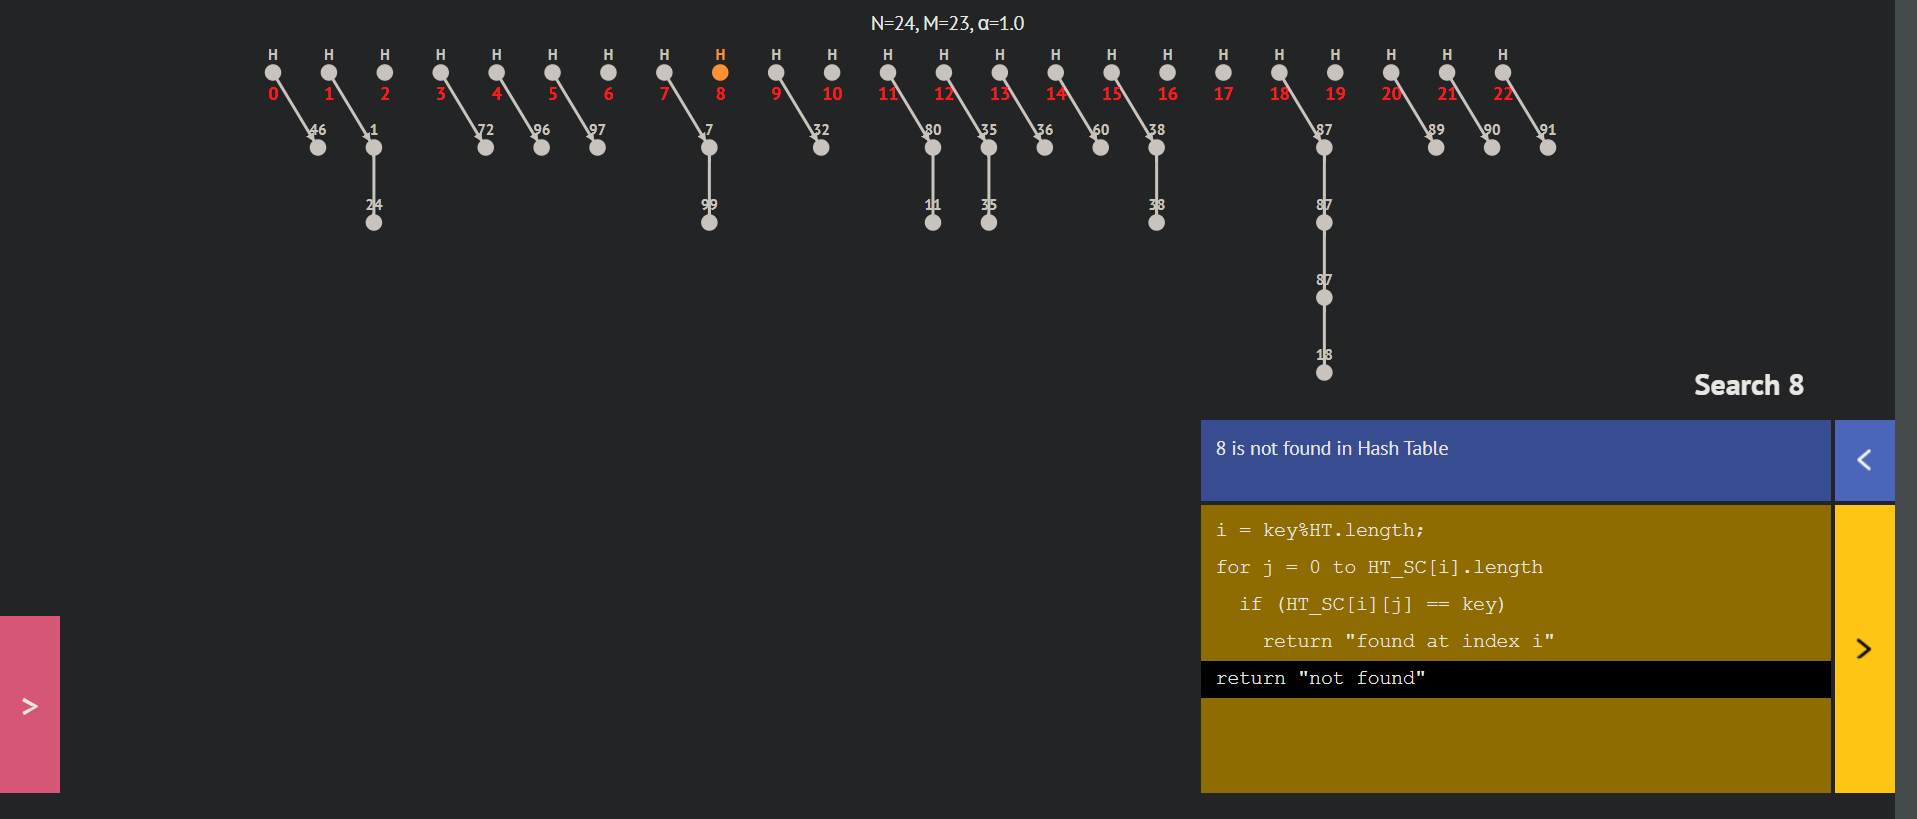 N=24, M=23, α=1.0
H H H H H H H H H H H H H H H H H H H H H H H
0 1 2 3 4 5 6 7 8 9 10 11 12 13 14 15 16 17 18 19 20 21 22
46 1 72 96 97 7 32 80 35 36 60 38 87 89 90 91
24 99 11 35 38 87
87
18
Search 8
8 is not found in Hash Table
<
i = key%HT.length;
for j = 0 to HT_SC[i].length
if (HT_SC[i][j] == key)
return "found at index i"
>
return "not found"
>